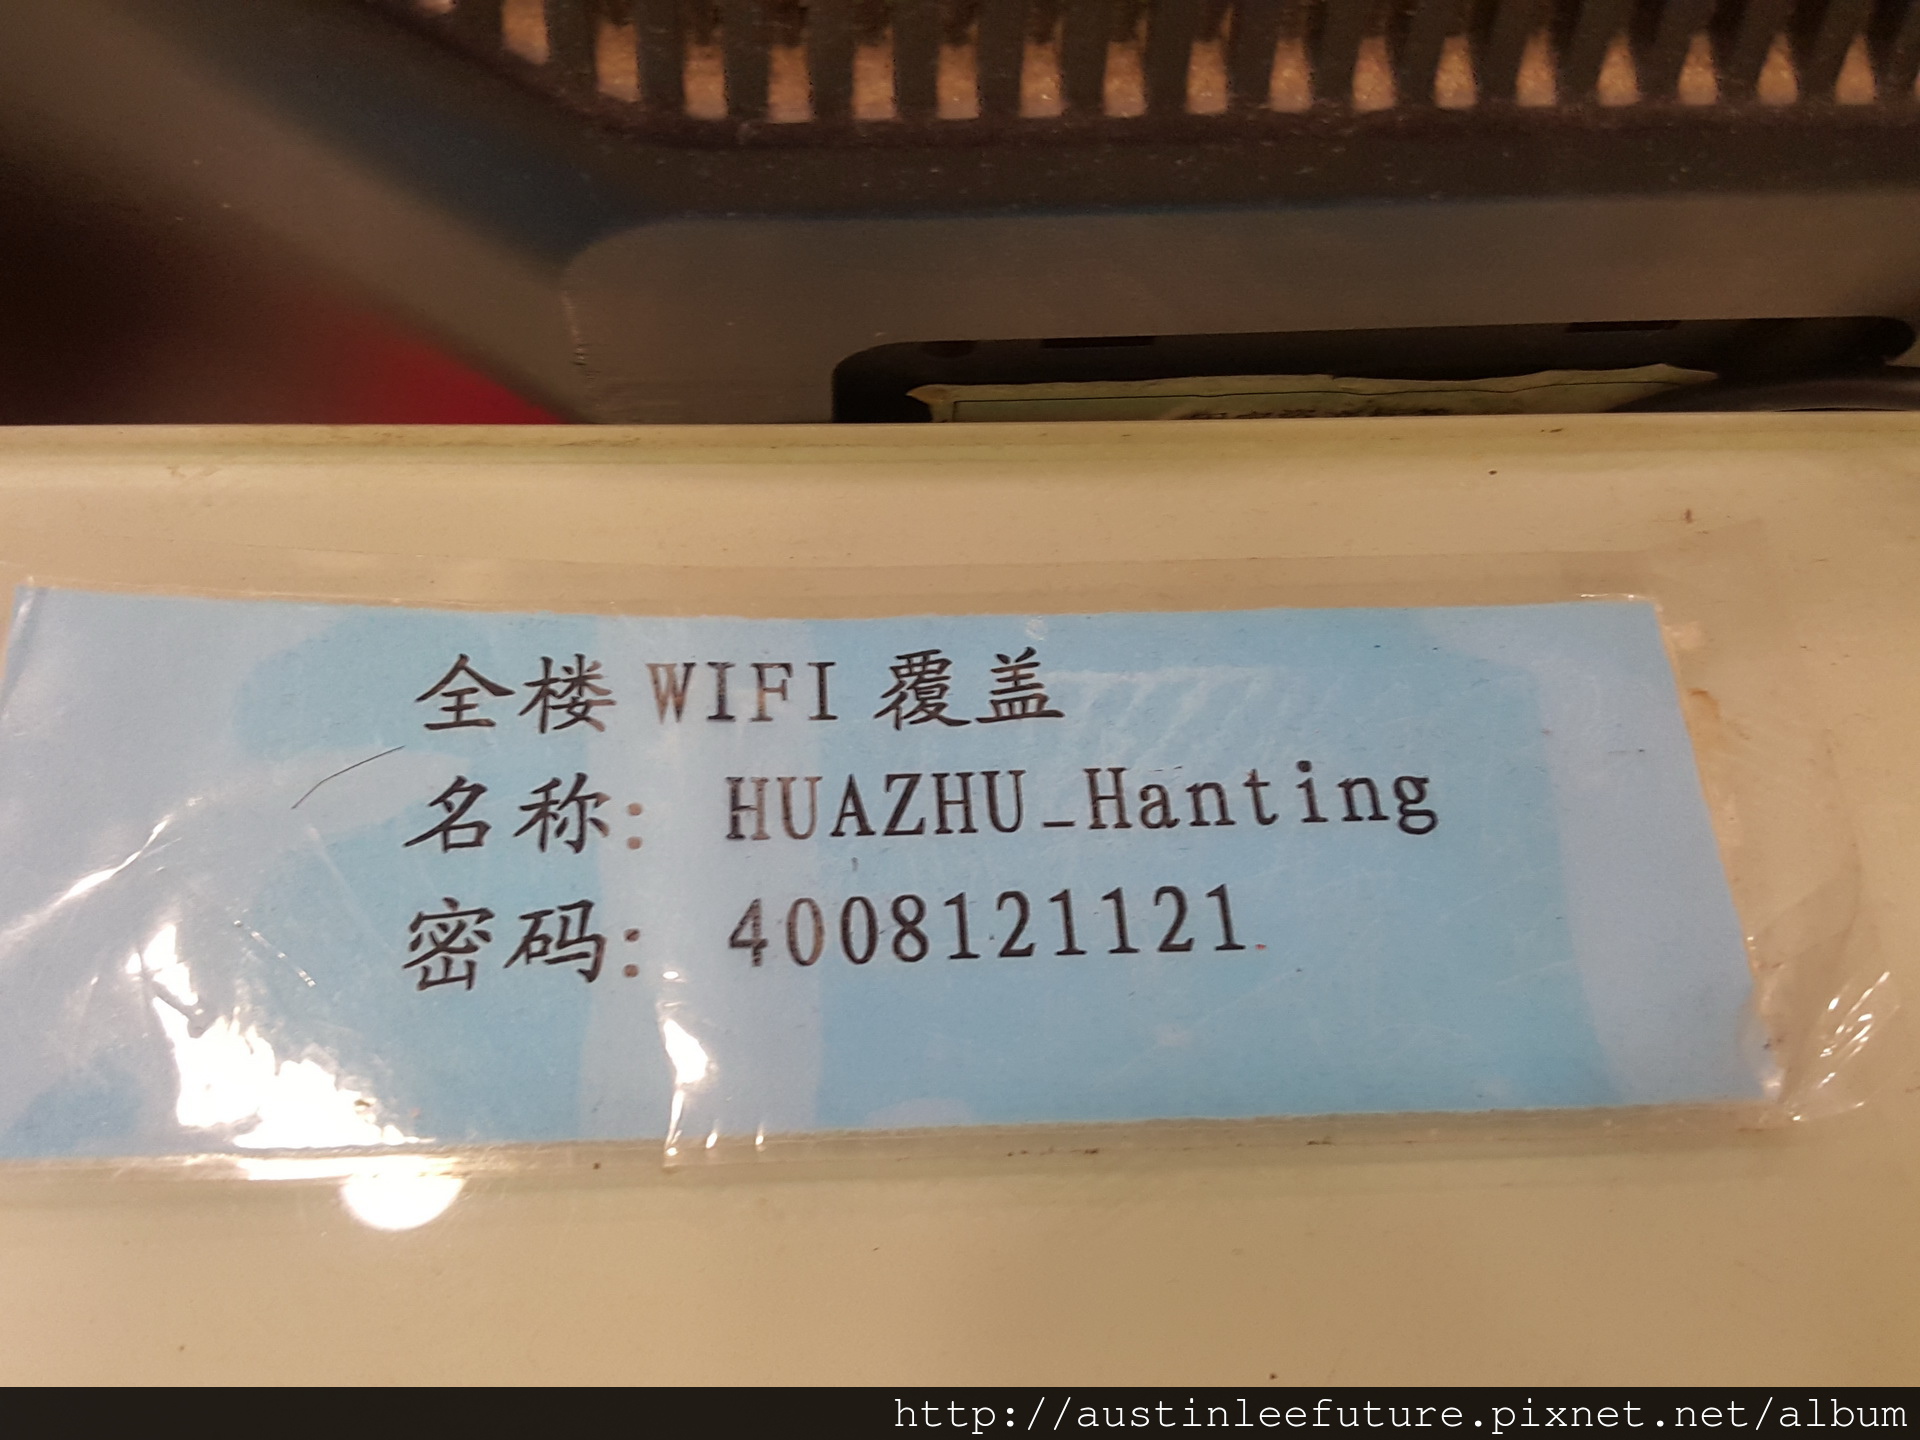 全楼 WIFI 覆盖
名称: HUAZHU_Hanting
密码: 4008121121
http://austinleefuture.pixnet.net/album